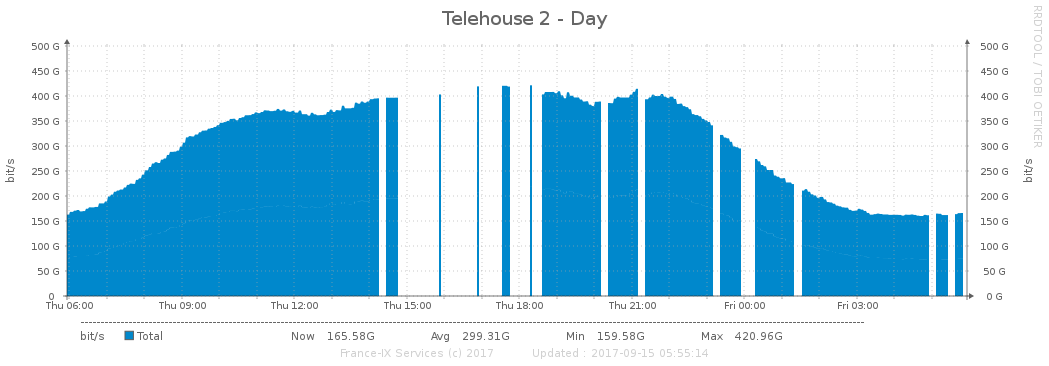 Telehouse 2 - Day
RRDTOOL / TOBI OETIKER
bit/s
bit/s
500 G 500 G
450 G 450 G
400 G 400 G
350 G 350 G
300 G 300 G
250 G 250 G
200 G 200 G
150 G 150 G
100 G 100 G
50 G 50 G
0 0 G
Thu 06:00 Thu 09:00 Thu 12:00 Thu 15:00 Thu 18:00 Thu 21:00 Fri 00:00 Fri 03:00
bit/s Total Now 165.58G Avg 299.31G Min 159.58G Max 420.96G
France-IX Services (c) 2017 Updated : 2017-09-15 05:55:14